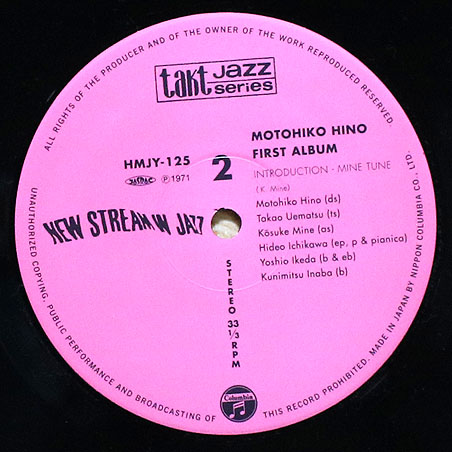 ALL RIGHTS OF THE PRODUCER AND OF THE OWNER OF THE WORK REPRODUCED RESERVED.
UNAUTHORIZED COPYING, PUBLIC PERFORMANCE AND BROADCASTING OF THIS RECORD PROHIBITED. MADE IN JAPAN BY NIPPON COLUMBIA CO., LTD.
takt JAZZ series
HMJY-125
JASRAC ℗ 1971
2
MOTOHIKO HINO
FIRST ALBUM
INTRODUCTION - MINE TUNE
(K. Mine)
Motohiko Hino (ds)
Takao Uematsu (ts)
Kōsuke Mine (as)
Hideo Ichikawa (ep, p & pianica)
Yoshio Ikeda (b & eb)
Kunimitsu Inaba (b)
NEW STREAM IN JAZZ
STEREO 33 1/3 RPM
Columbia